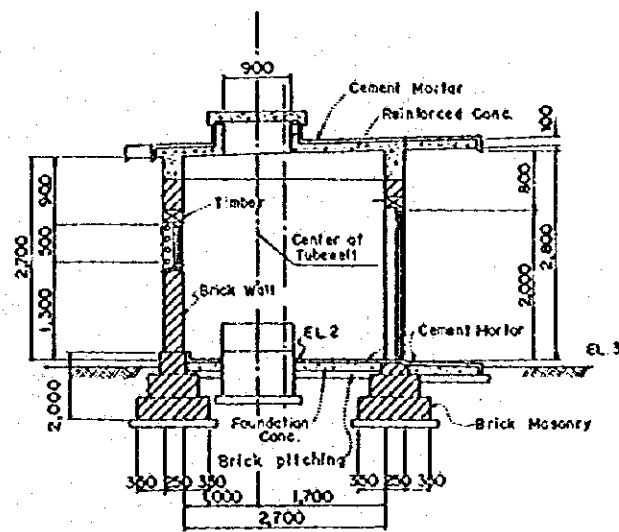 900
Cement Mortar
Reinforced Conc.
100
900
Timber
800
500
2,700
Center of
Tubewell
2,800
2,000
1,300
Brick Wall
EL.2
Cement Mortar
EL.3
2,000
Foundation
Conc.
Brick Masonry
Brick pitching
350 250 350
350 250 350
1,000
1,700
2,700